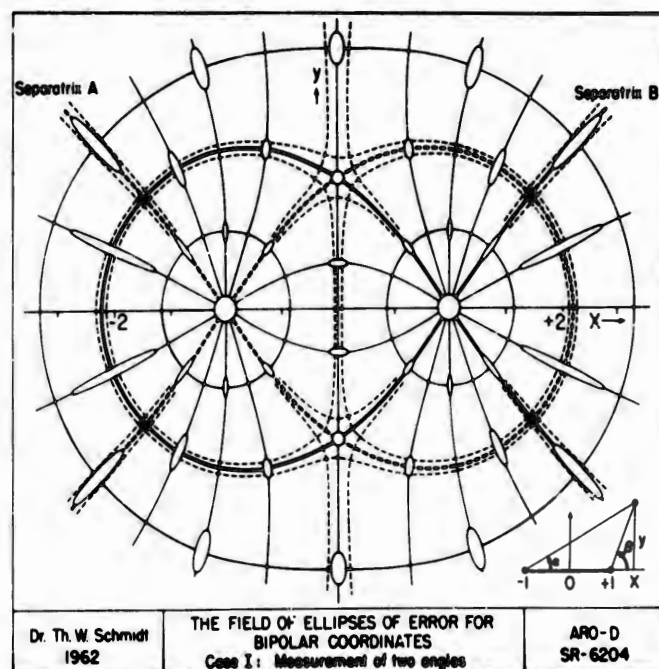 y
Separatrix A
Separatrix B
-2
+2
X
α
β
y
-1
0
+1
X
Dr. Th. W. Schmidt
1962
THE FIELD OF ELLIPSES OF ERROR FOR
BIPOLAR COORDINATES
Case I: Measurement of two angles
ARO-D
SR-6204